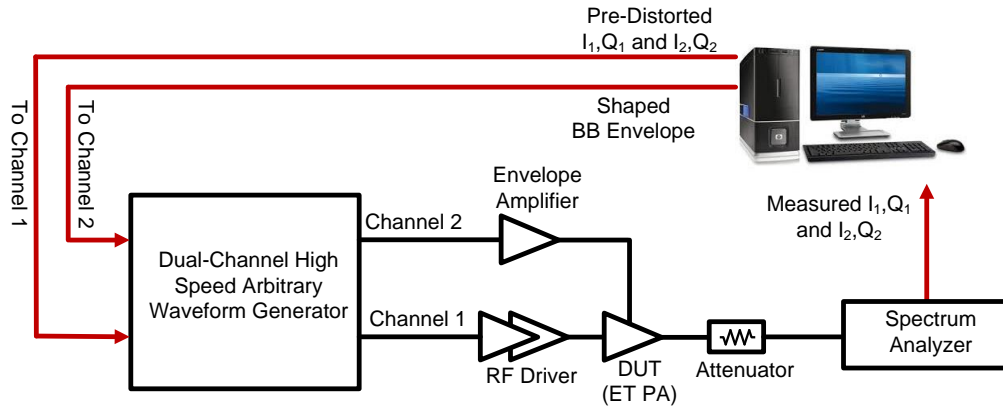 Pre-Distorted
I1,Q1 and I2,Q2
Shaped
BB Envelope
To Channel 1
To Channel 2
Envelope
Amplifier
Measured I1,Q1
and I2,Q2
Channel 2
Dual-Channel High
Speed Arbitrary
Waveform Generator
Channel 1
Spectrum
Analyzer
RF Driver
DUT
(ET PA)
Attenuator